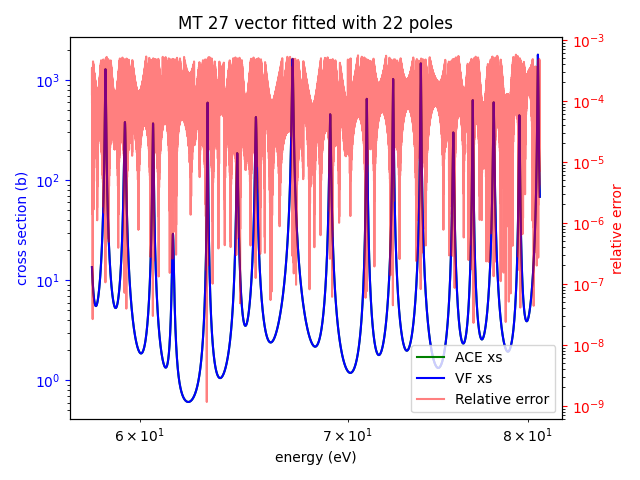 MT 27 vector fitted with 22 poles
10³
10²
10¹
10⁰
cross section (b)
10⁻³
10⁻⁴
10⁻⁵
10⁻⁶
10⁻⁷
10⁻⁸
10⁻⁹
relative error
ACE xs
VF xs
Relative error
6 × 10¹ 7 × 10¹ 8 × 10¹
energy (eV)